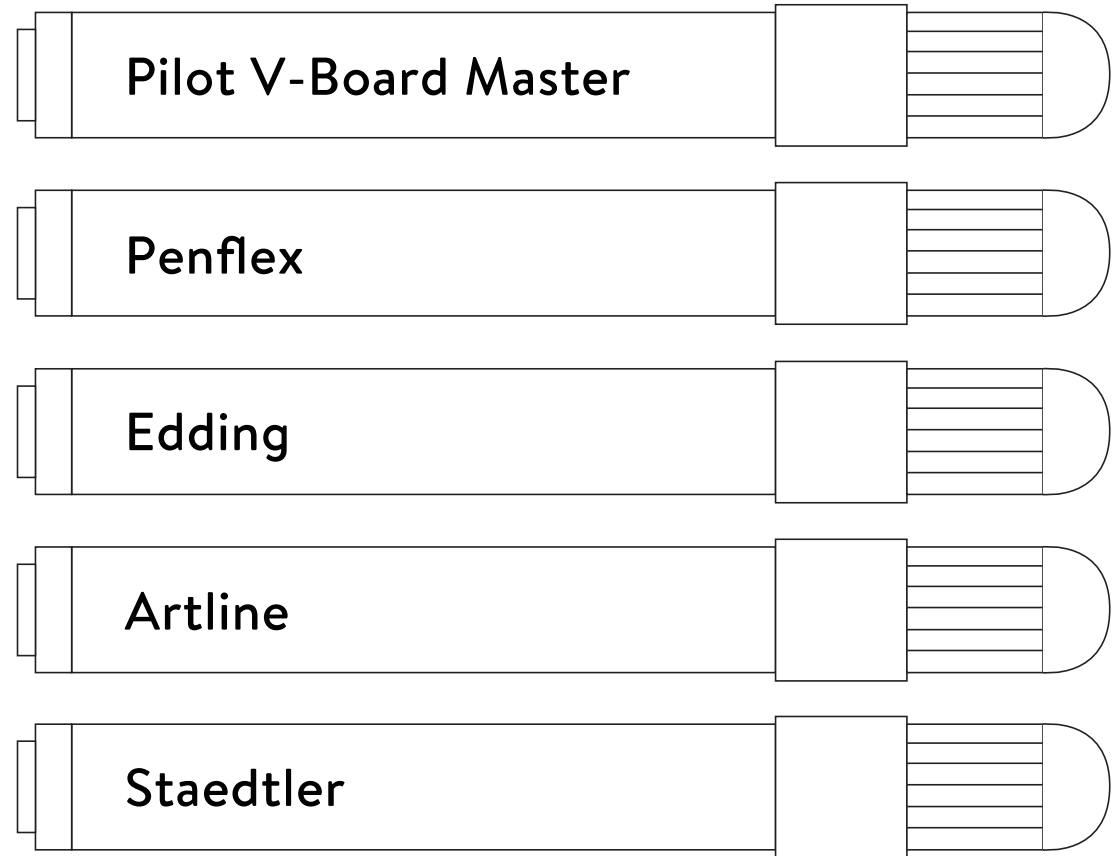 Pilot V-Board Master
Penflex
Edding
Artline
Staedtler